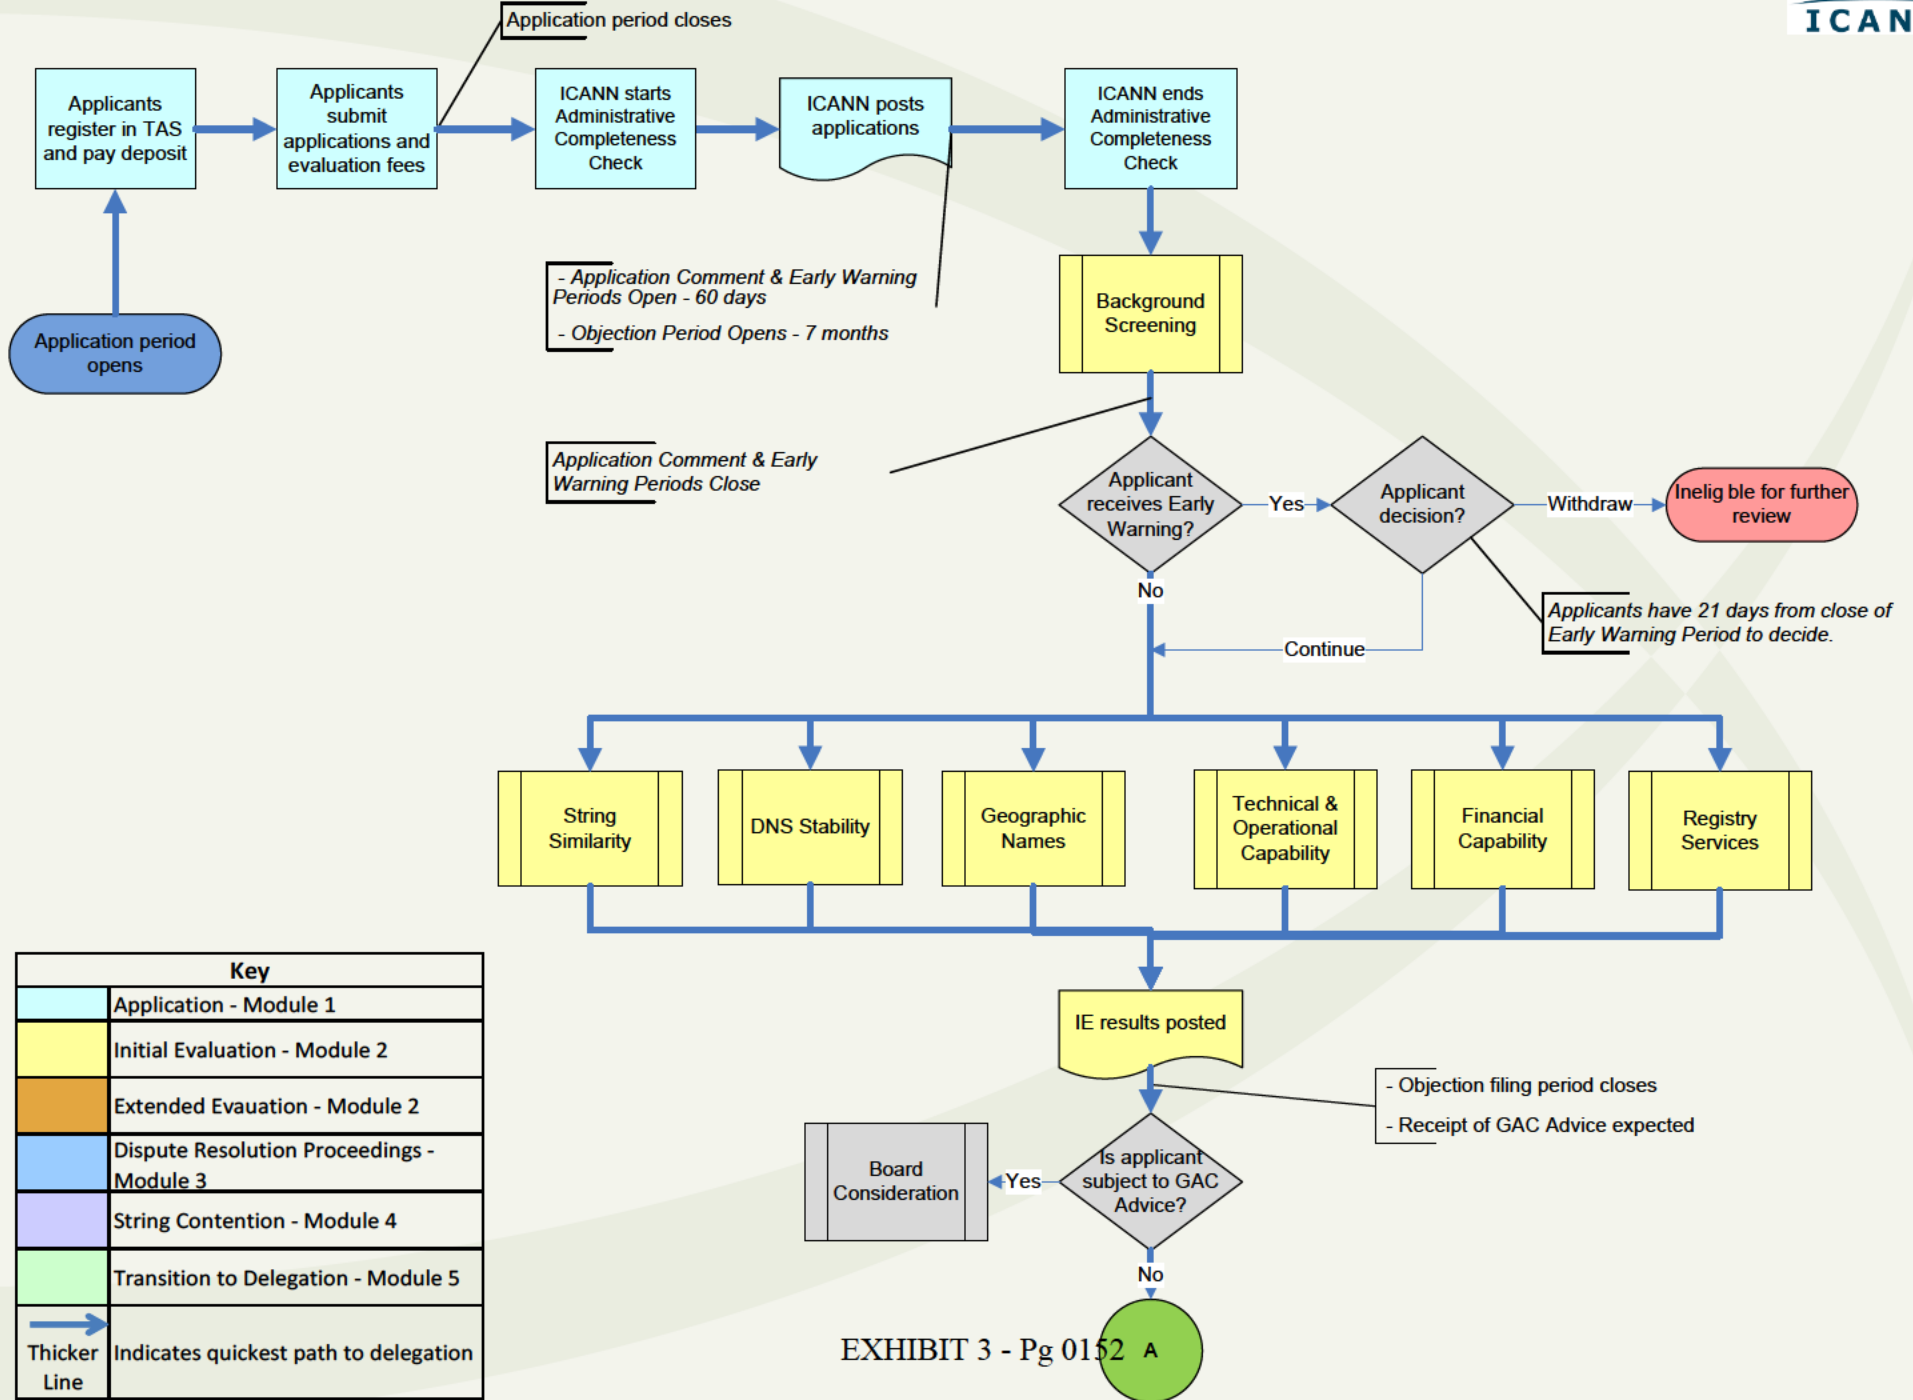 Application period closes
ICAN
Applicants
register in TAS
and pay deposit
Applicants
submit
applications and
evaluation fees
ICANN starts
Administrative
Completeness
Check
ICANN posts
applications
ICANN ends
Administrative
Completeness
Check
- Application Comment & Early Warning
Periods Open - 60 days
- Objection Period Opens - 7 months
Background
Screening
Application period
opens
Application Comment & Early
Warning Periods Close
Applicant
receives Early
Warning?
Yes
Applicant
decision?
Withdraw
Inelig ble for further
review
No
Applicants have 21 days from close of
Early Warning Period to decide.
Continue
String
Similarity
DNS Stability
Geographic
Names
Technical &
Operational
Capability
Financial
Capability
Registry
Services
IE results posted
- Objection filing period closes
- Receipt of GAC Advice expected
Is applicant
subject to GAC
Advice?
Yes
Board
Consideration
No
A
Key
Application - Module 1
Initial Evaluation - Module 2
Extended Evauation - Module 2
Dispute Resolution Proceedings -
Module 3
String Contention - Module 4
Transition to Delegation - Module 5
Thicker
Line
Indicates quickest path to delegation
EXHIBIT 3 - Pg 0152